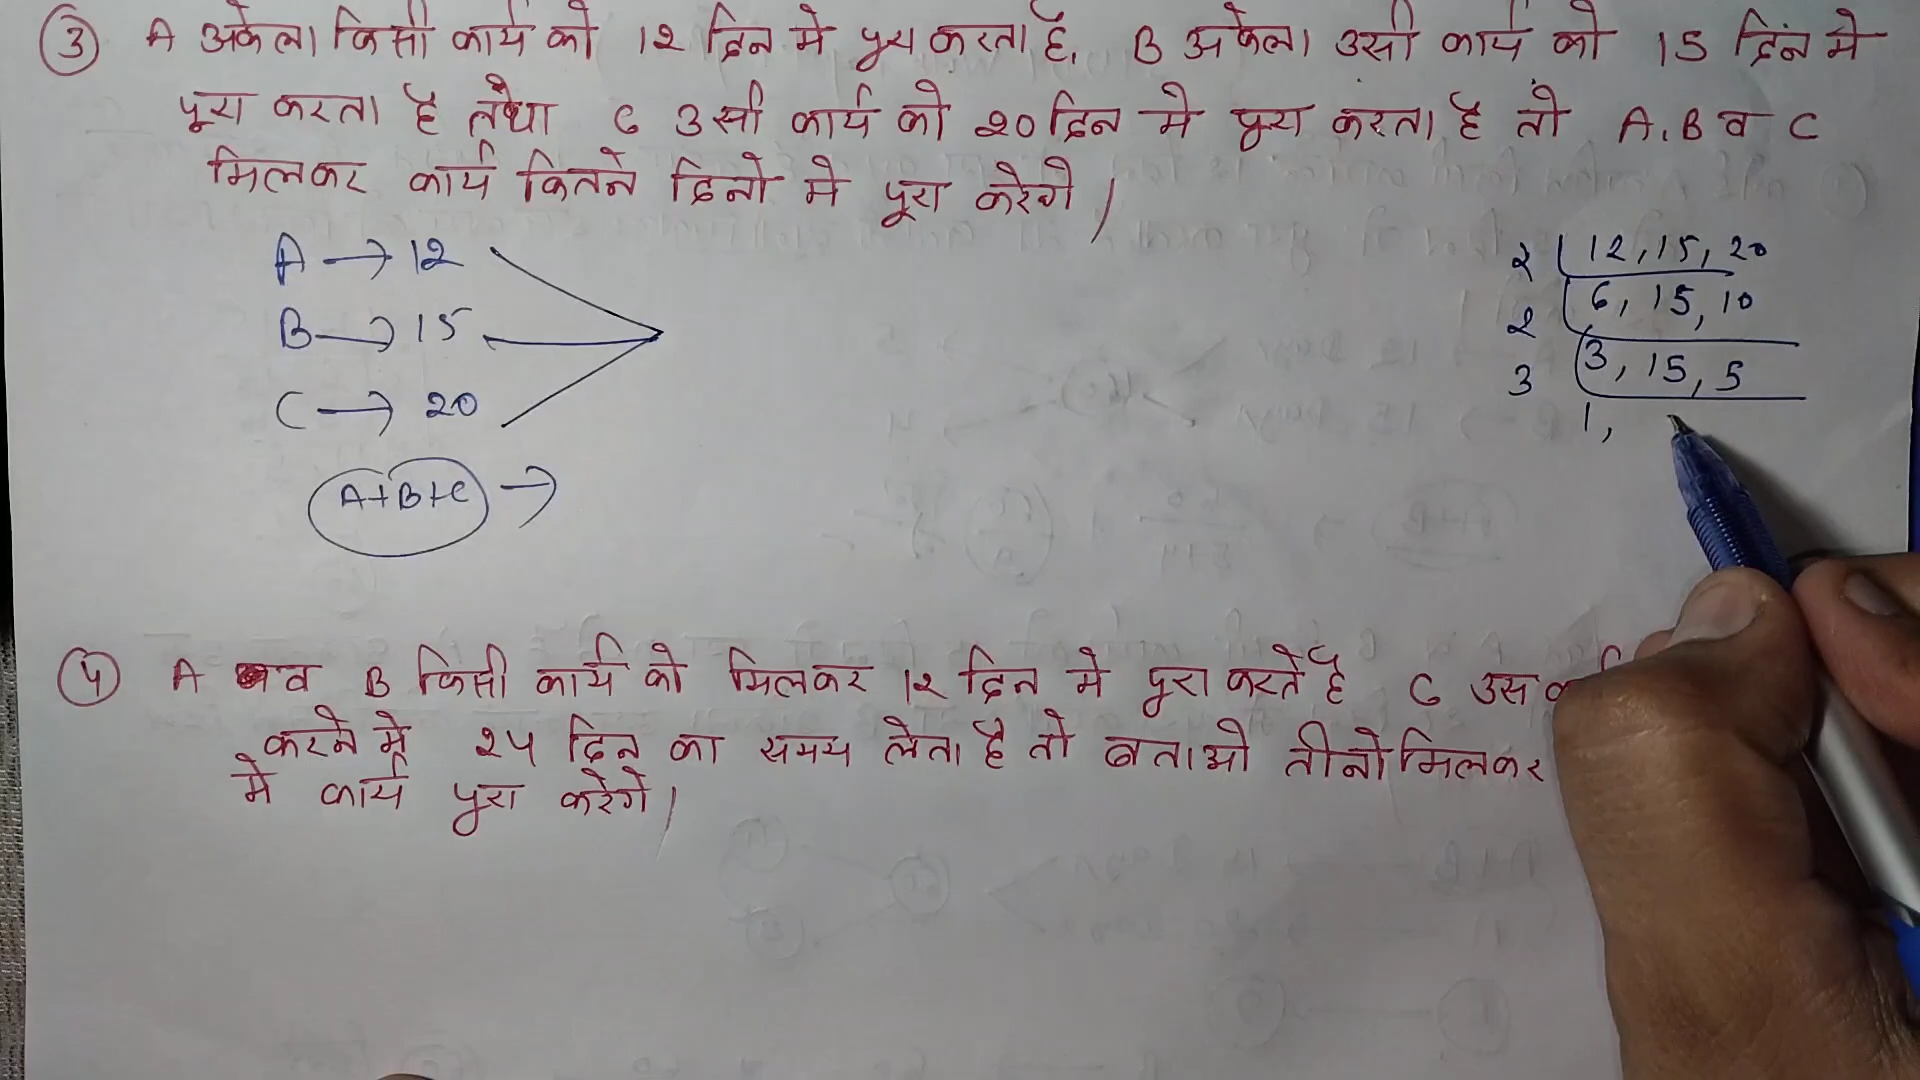 ③ A अकेला किसी कार्य को 12 दिन मे पूरा करता है, B अकेला उसी कार्य को 15 दिन मे
पूरा करता है तथा C उसी कार्य को 20 दिन मे पूरा करता है तो A, B व C
मिलकर कार्य कितने दिनो मे पूरा करेगे /
A → 12
B → 15
C → 20
A+B+C →
2 12, 15, 20
2 6, 15, 10
3 3, 15, 5
1,
④ A व B किसी कार्य को मिलकर 12 दिन मे पूरा करते है C उस
करने मे 24 दिन का समय लेता है तो बताओ तीनो मिलकर
मे कार्य पूरा करेगे /